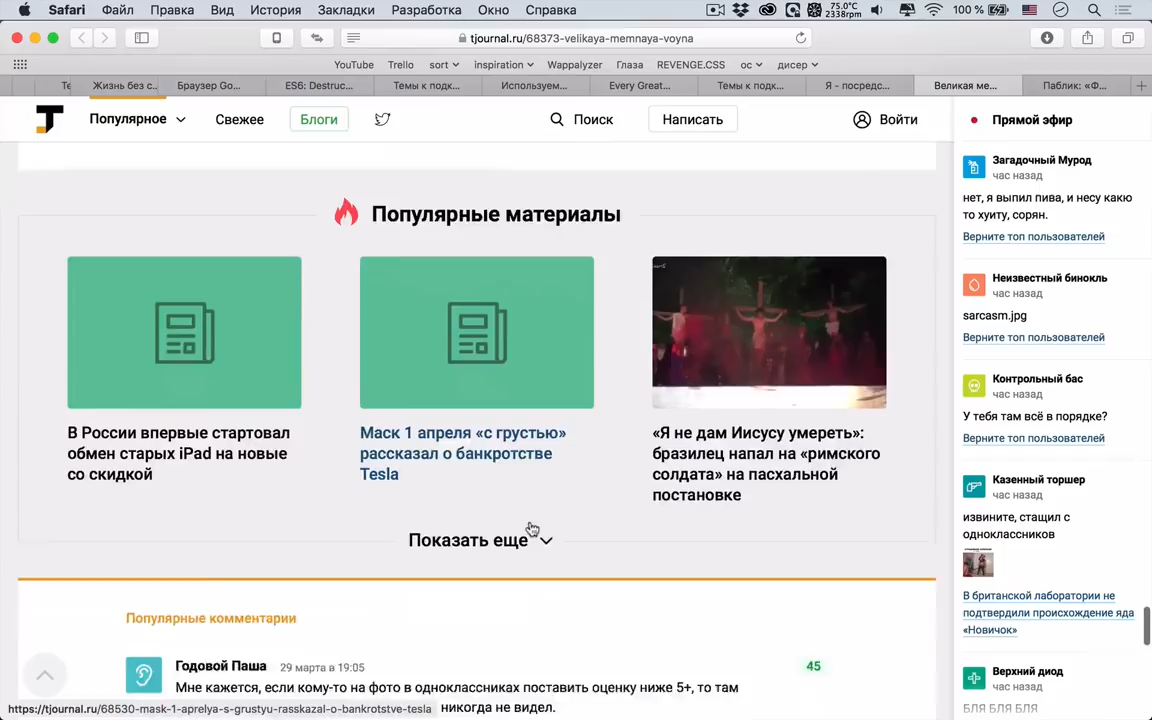 Safari Файл Правка Вид История Закладки Разработка Окно Справка 75.0°C 2338rpm 100 %
tjournal.ru/68373-velikaya-memnaya-voyna
YouTube Trello sort inspiration Wappalyzer Глаза REVENGE.CSS ос дисер
Те Жизнь без с... Браузер Go... ES6: Destruc... Темы к подк... Используем... Every Great... Темы к подк... Я - посредс... Великая ме... Паблик: «Ф...
Популярное Свежее Блоги Поиск Написать Войти
Популярные материалы
В России впервые стартовал
обмен старых iPad на новые
со скидкой
Маск 1 апреля «с грустью»
рассказал о банкротстве
Tesla
«Я не дам Иисусу умереть»:
бразилец напал на «римского
солдата» на пасхальной
постановке
Показать еще
Популярные комментарии
Годовой Паша 29 марта в 19:05 45
Мне кажется, если кому-то на фото в одноклассниках поставить оценку ниже 5+, то там
никогда не видел.
https://tjournal.ru/68530-mask-1-aprelya-s-grustyu-rasskazal-o-bankrotstve-tesla
Прямой эфир
Загадочный Мурод
час назад
нет, я выпил пива, и несу какю
то хуиту, сорян.
Верните топ пользователей
Неизвестный бинокль
час назад
sarcasm.jpg
Верните топ пользователей
Контрольный бас
час назад
У тебя там всё в порядке?
Верните топ пользователей
Казенный торшер
час назад
извините, стащил с
одноклассников
В британской лаборатории не
подтвердили происхождение яда
«Новичок»
Верхний диод
час назад
БЛЯ БЛЯ БЛЯ